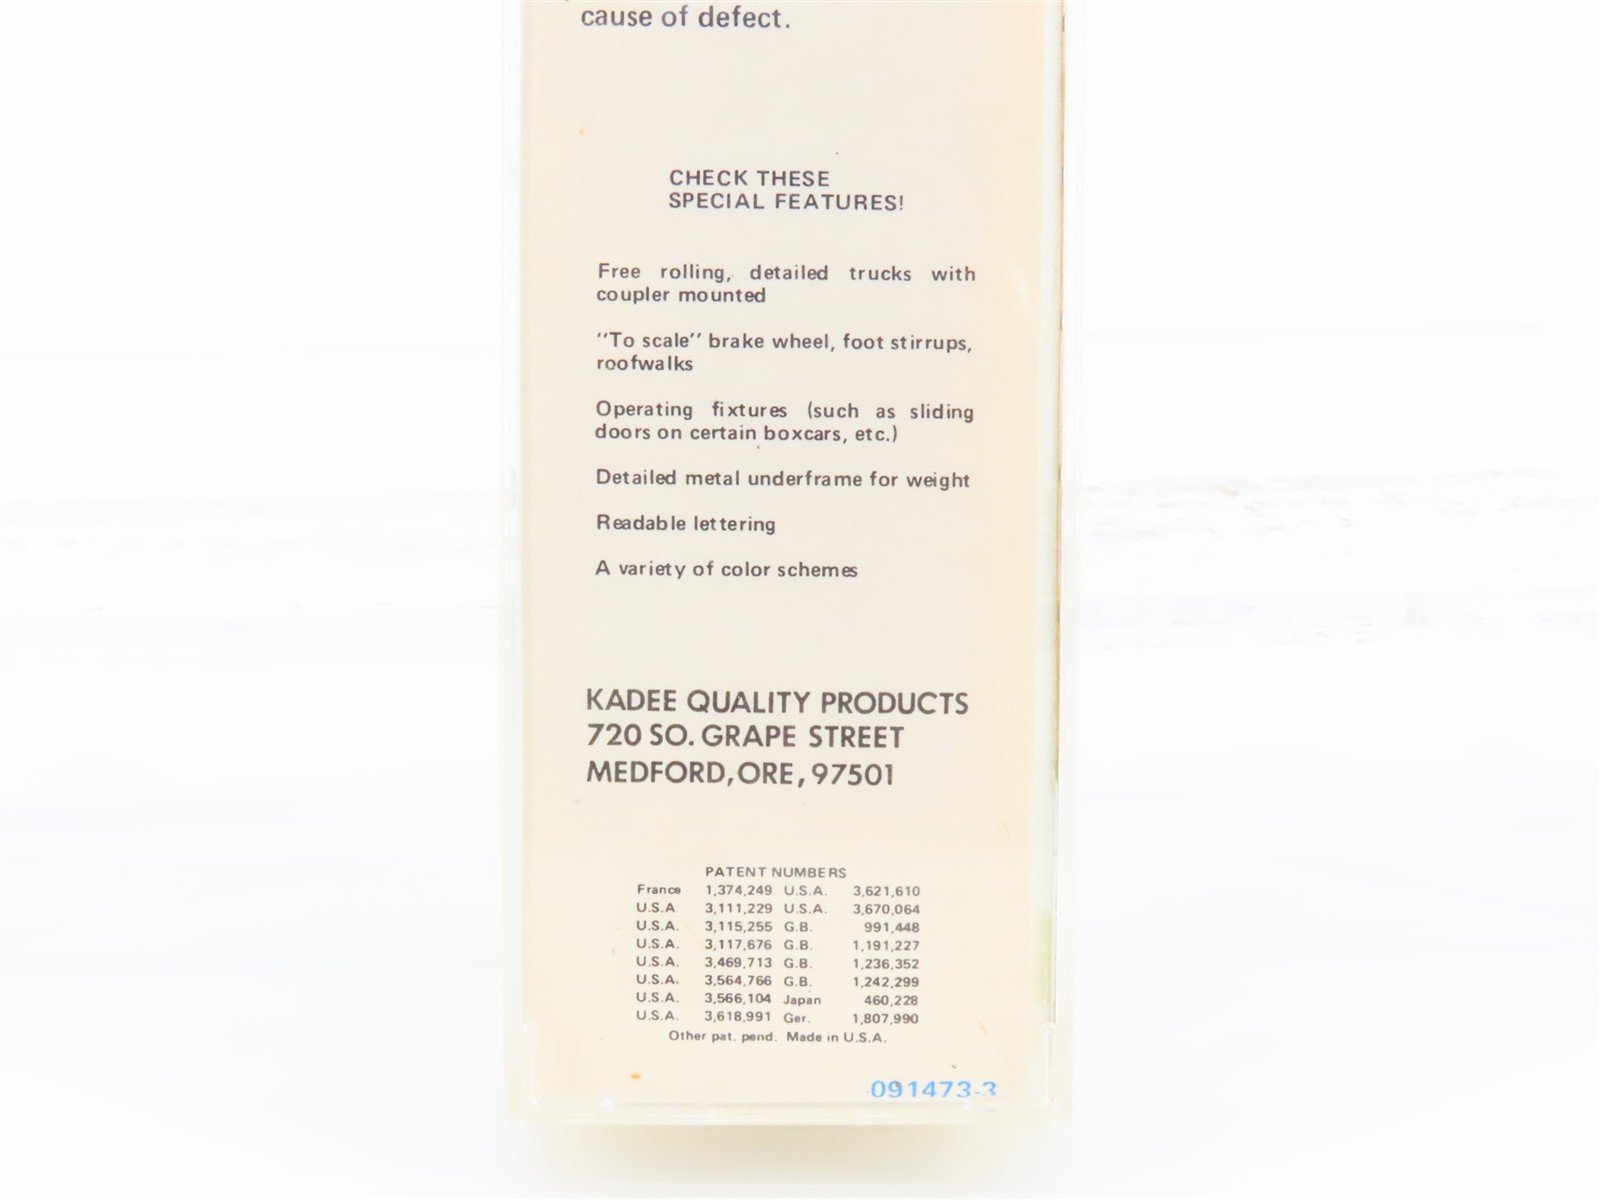 cause of defect.
CHECK THESE
SPECIAL FEATURES!
Free rolling, detailed trucks with
coupler mounted
"To scale" brake wheel, foot stirrups,
roofwalks
Operating fixtures (such as sliding
doors on certain boxcars, etc.)
Detailed metal underframe for weight
Readable lettering
A variety of color schemes
KADEE QUALITY PRODUCTS
720 SO. GRAPE STREET
MEDFORD, ORE, 97501
PATENT NUMBERS
France 1,374,249 U.S.A. 3,621,610
U.S.A 3,111,229 U.S.A. 3,670,064
U.S.A. 3,115,255 G.B. 991,448
U.S.A. 3,117,676 G.B. 1,191,227
U.S.A. 3,469,713 G.B. 1,236,352
U.S.A. 3,564,766 G.B. 1,242,299
U.S.A. 3,566,104 Japan 460,228
U.S.A. 3,618,991 Ger. 1,807,990
Other pat. pend. Made in U.S.A.
091473-3